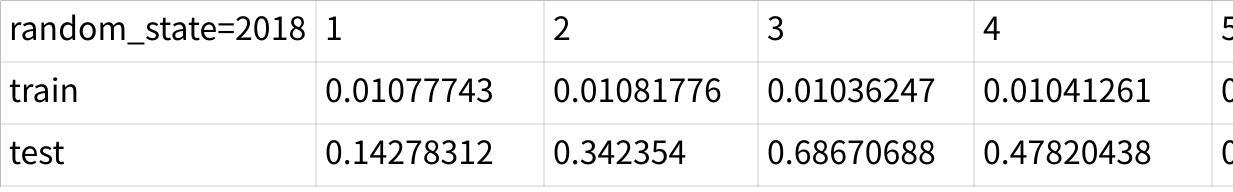 random_state=2018 1 2 3 4 5
train 0.01077743 0.01081776 0.01036247 0.01041261
test 0.14278312 0.342354 0.68670688 0.47820438